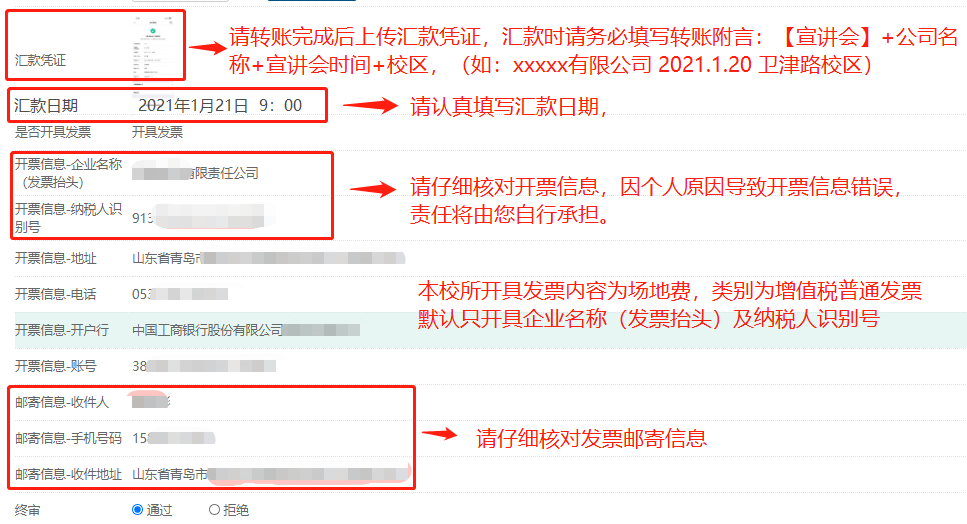 汇款凭证
请转账完成后上传汇款凭证，汇款时请务必填写转账附言：【宣讲会】+公司名
称+宣讲会时间+校区，（如：xxxxx有限公司 2021.1.20 卫津路校区）
汇款日期 2021年1月21日 9：00
请认真填写汇款日期，
是否开具发票 开具发票
开票信息-企业名称
（发票抬头）
限责任公司
请仔细核对开票信息，因个人原因导致开票信息错误，
责任将由您自行承担。
开票信息-纳税人识
别号
913
开票信息-地址 山东省青岛市
开票信息-电话 053
本校所开具发票内容为场地费，类别为增值税普通发票
默认只开具企业名称（发票抬头）及纳税人识别号
开票信息-开户行 中国工商银行股份有限公司
开票信息-账号 38
邮寄信息-收件人
邮寄信息-手机号码 15
请仔细核对发票邮寄信息
邮寄信息-收件地址 山东省青岛市
终审 通过 拒绝